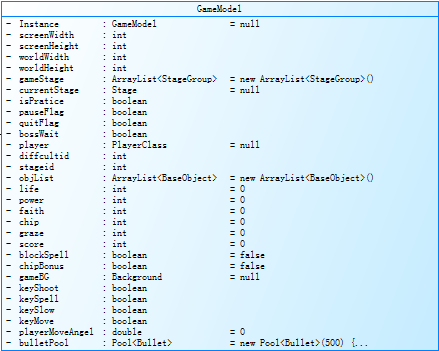 GameModel
- Instance : GameModel = null
- screenWidth : int
- screenHeight : int
- worldWidth : int
- worldHeight : int
- gameStage : ArrayList<StageGroup> = new ArrayList<StageGroup>()
- currentStage : Stage = null
- isPratice : boolean
- pauseFlag : boolean
- quitFlag : boolean
- bossWait : boolean
- player : PlayerClass = null
- diffcultid : int
- stageid : int
- objList : ArrayList<BaseObject> = new ArrayList<BaseObject>()
- life : int = 0
- power : int = 0
- faith : int = 0
- chip : int = 0
- graze : int = 0
- score : int = 0
- blockSpell : boolean = false
- chipBonus : boolean = false
- gameBG : Background = null
- keyShoot : boolean
- keySpell : boolean
- keySlow : boolean
- keyMove : boolean
- playerMoveAngel : double = 0
- bulletPool : Pool<Bullet> = new Pool<Bullet>(500) {...